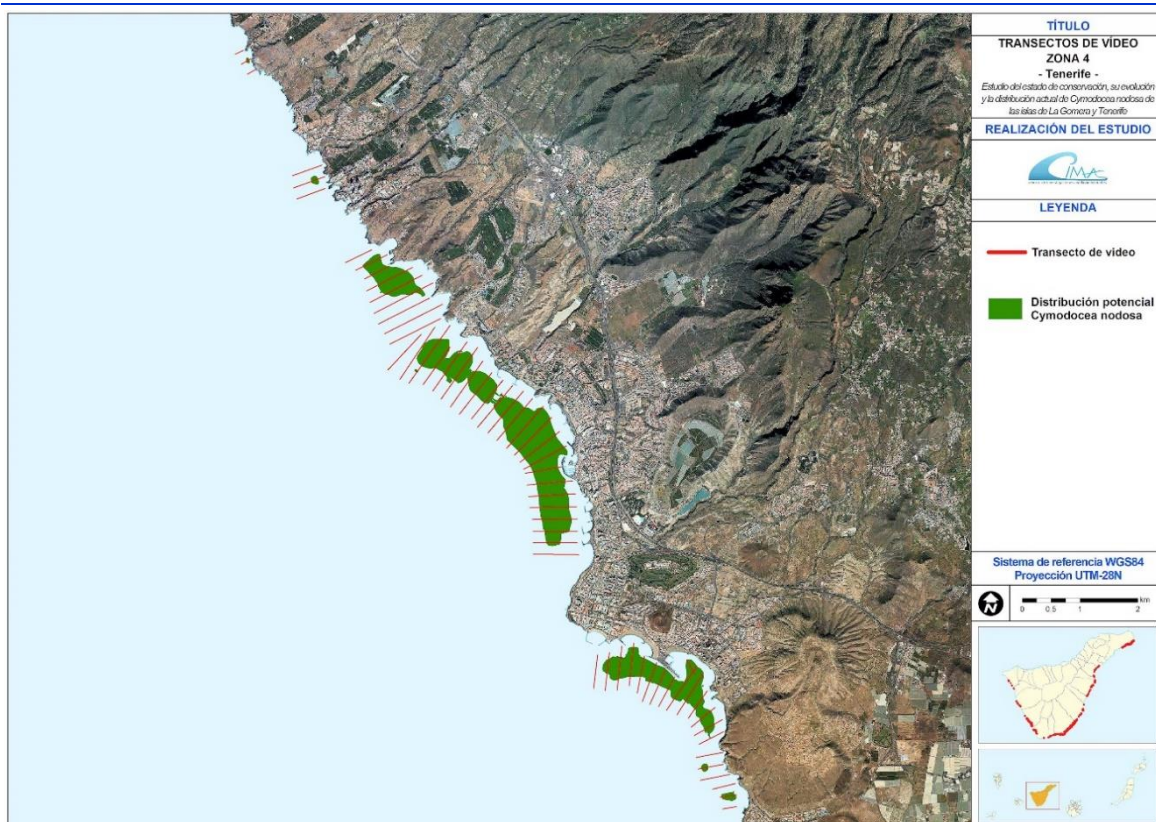 TÍTULO
TRANSECTOS DE VÍDEO
ZONA 4
- Tenerife -
Estudio del estado de conservación, su evolución
y la distribución actual de Cymodocea nodosa de
las islas de La Gomera y Tenerife
REALIZACIÓN DEL ESTUDIO
CIMA
LEYENDA
Transecto de vídeo
Distribución potencial
Cymodocea nodosa
Sistema de referencia WGS84
Proyección UTM-28N
N
km
0 0.5 1 2